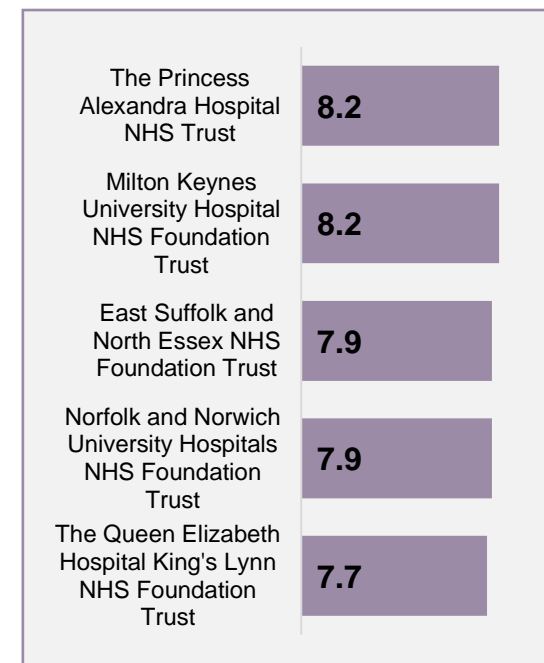 The Princess
Alexandra Hospital
NHS Trust
8.2
Milton Keynes
University Hospital
NHS Foundation
Trust
8.2
East Suffolk and
North Essex NHS
Foundation Trust
7.9
Norfolk and Norwich
University Hospitals
NHS Foundation
Trust
7.9
The Queen Elizabeth
Hospital King's Lynn
NHS Foundation
Trust
7.7